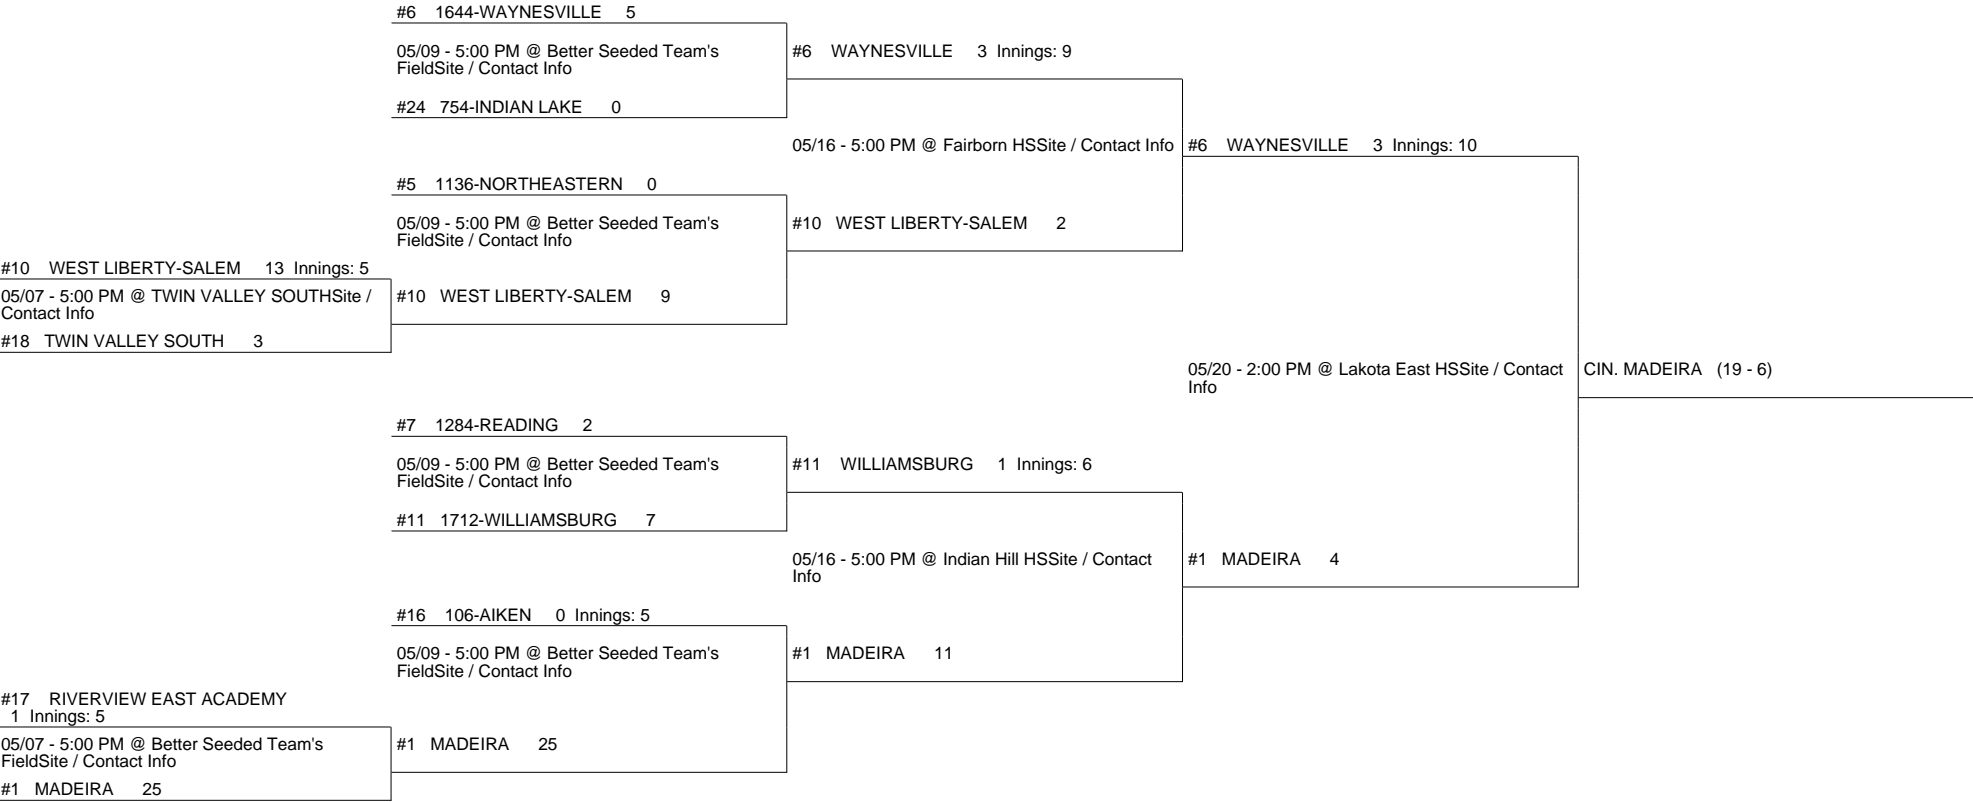 #6 1644-WAYNESVILLE 5
05/09 - 5:00 PM @ Better Seeded Team's
FieldSite / Contact Info
#24 754-INDIAN LAKE 0
#6 WAYNESVILLE 3 Innings: 9
05/16 - 5:00 PM @ Fairborn HSSite / Contact Info
#6 WAYNESVILLE 3 Innings: 10
#5 1136-NORTHEASTERN 0
05/09 - 5:00 PM @ Better Seeded Team's
FieldSite / Contact Info
#10 WEST LIBERTY-SALEM 2
#10 WEST LIBERTY-SALEM 13 Innings: 5
05/07 - 5:00 PM @ TWIN VALLEY SOUTHSite /
Contact Info
#18 TWIN VALLEY SOUTH 3
#10 WEST LIBERTY-SALEM 9
05/20 - 2:00 PM @ Lakota East HSSite / Contact
Info
CIN. MADEIRA (19 - 6)
#7 1284-READING 2
05/09 - 5:00 PM @ Better Seeded Team's
FieldSite / Contact Info
#11 1712-WILLIAMSBURG 7
#11 WILLIAMSBURG 1 Innings: 6
05/16 - 5:00 PM @ Indian Hill HSSite / Contact
Info
#1 MADEIRA 4
#16 106-AIKEN 0 Innings: 5
05/09 - 5:00 PM @ Better Seeded Team's
FieldSite / Contact Info
#1 MADEIRA 11
#17 RIVERVIEW EAST ACADEMY
1 Innings: 5
05/07 - 5:00 PM @ Better Seeded Team's
FieldSite / Contact Info
#1 MADEIRA 25
#1 MADEIRA 25